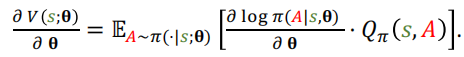 ∂ V(s;θ) / ∂ θ = 𝔼_{A~π(·|s;θ)} [ ∂ log π(A|s,θ) / ∂ θ · Q_π(s, A) ].